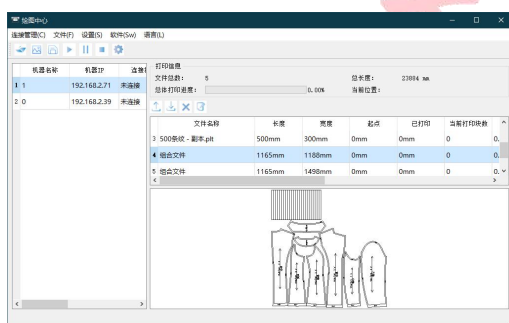 绘图中心
连接管理(C) 文件(F) 设置(S) 软件(Sw) 语言(L)
机器名称 机器IP 连接
1 1 192.168.2.71 未连接
2 0 192.168.2.39 未连接
打印信息
文件总数: 5 总长度: 23884 mm
总体打印进度: 0.00% 当前位置:
文件名称 长度 宽度 起点 已打印 当前打印块数
3 500条绞 - 副本.plt 500mm 300mm 0mm 0mm 0 0.
4 组合文件 1165mm 1188mm 0mm 0mm 0 0.
5 组合文件 1165mm 1498mm 0mm 0mm 0 0.